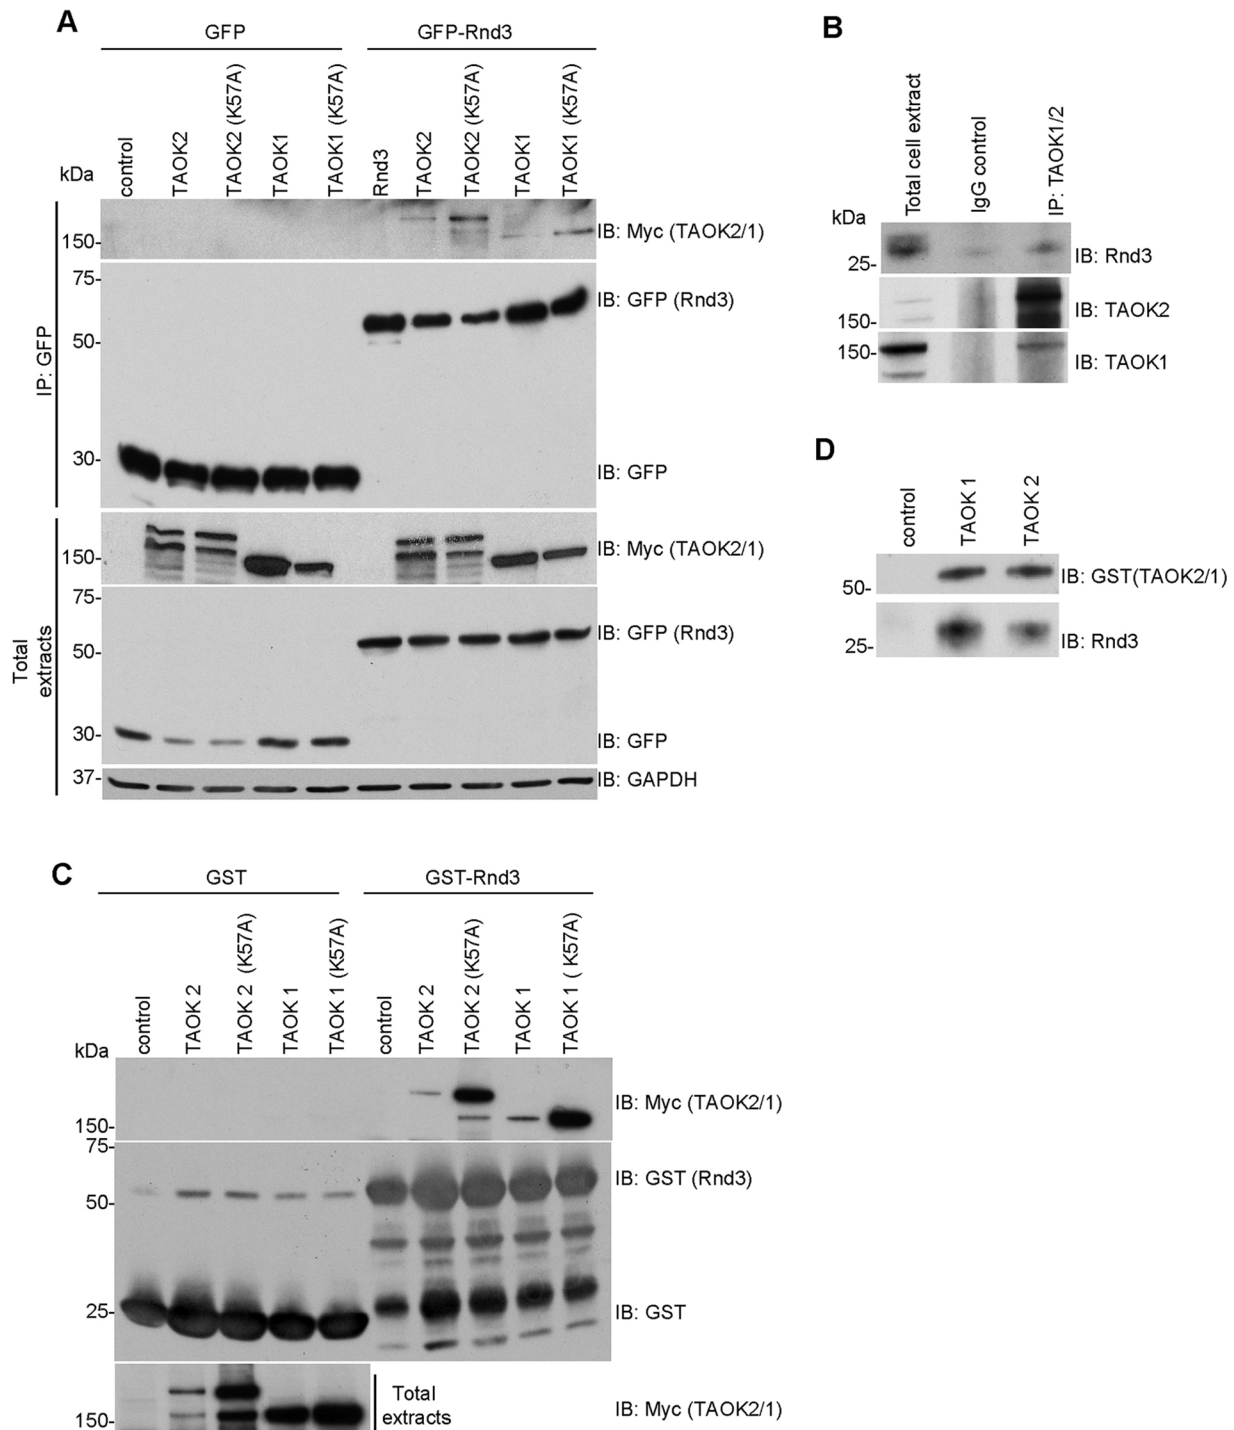 A
GFP
GFP-Rnd3
kDa
control
TAOK2
TAOK2 (K57A)
TAOK1
TAOK1 (K57A)
Rnd3
TAOK2
TAOK2 (K57A)
TAOK1
TAOK1 (K57A)
IP: GFP
150-
IB: Myc (TAOK2/1)
75-
IB: GFP (Rnd3)
50-
30-
IB: GFP
Total
extracts
150-
IB: Myc (TAOK2/1)
75-
IB: GFP (Rnd3)
50-
30-
IB: GFP
37-
IB: GAPDH
B
kDa
Total cell extract
IgG control
IP: TAOK1/2
25-
IB: Rnd3
150-
IB: TAOK2
150-
IB: TAOK1
D
control
TAOK 1
TAOK 2
50-
IB: GST(TAOK2/1)
25-
IB: Rnd3
C
GST
GST-Rnd3
kDa
control
TAOK 2
TAOK 2 (K57A)
TAOK 1
TAOK 1 (K57A)
control
TAOK 2
TAOK 2 (K57A)
TAOK 1
TAOK 1 ( K57A)
150-
IB: Myc (TAOK2/1)
75-
IB: GST (Rnd3)
50-
25-
IB: GST
150-
Total
extracts
IB: Myc (TAOK2/1)